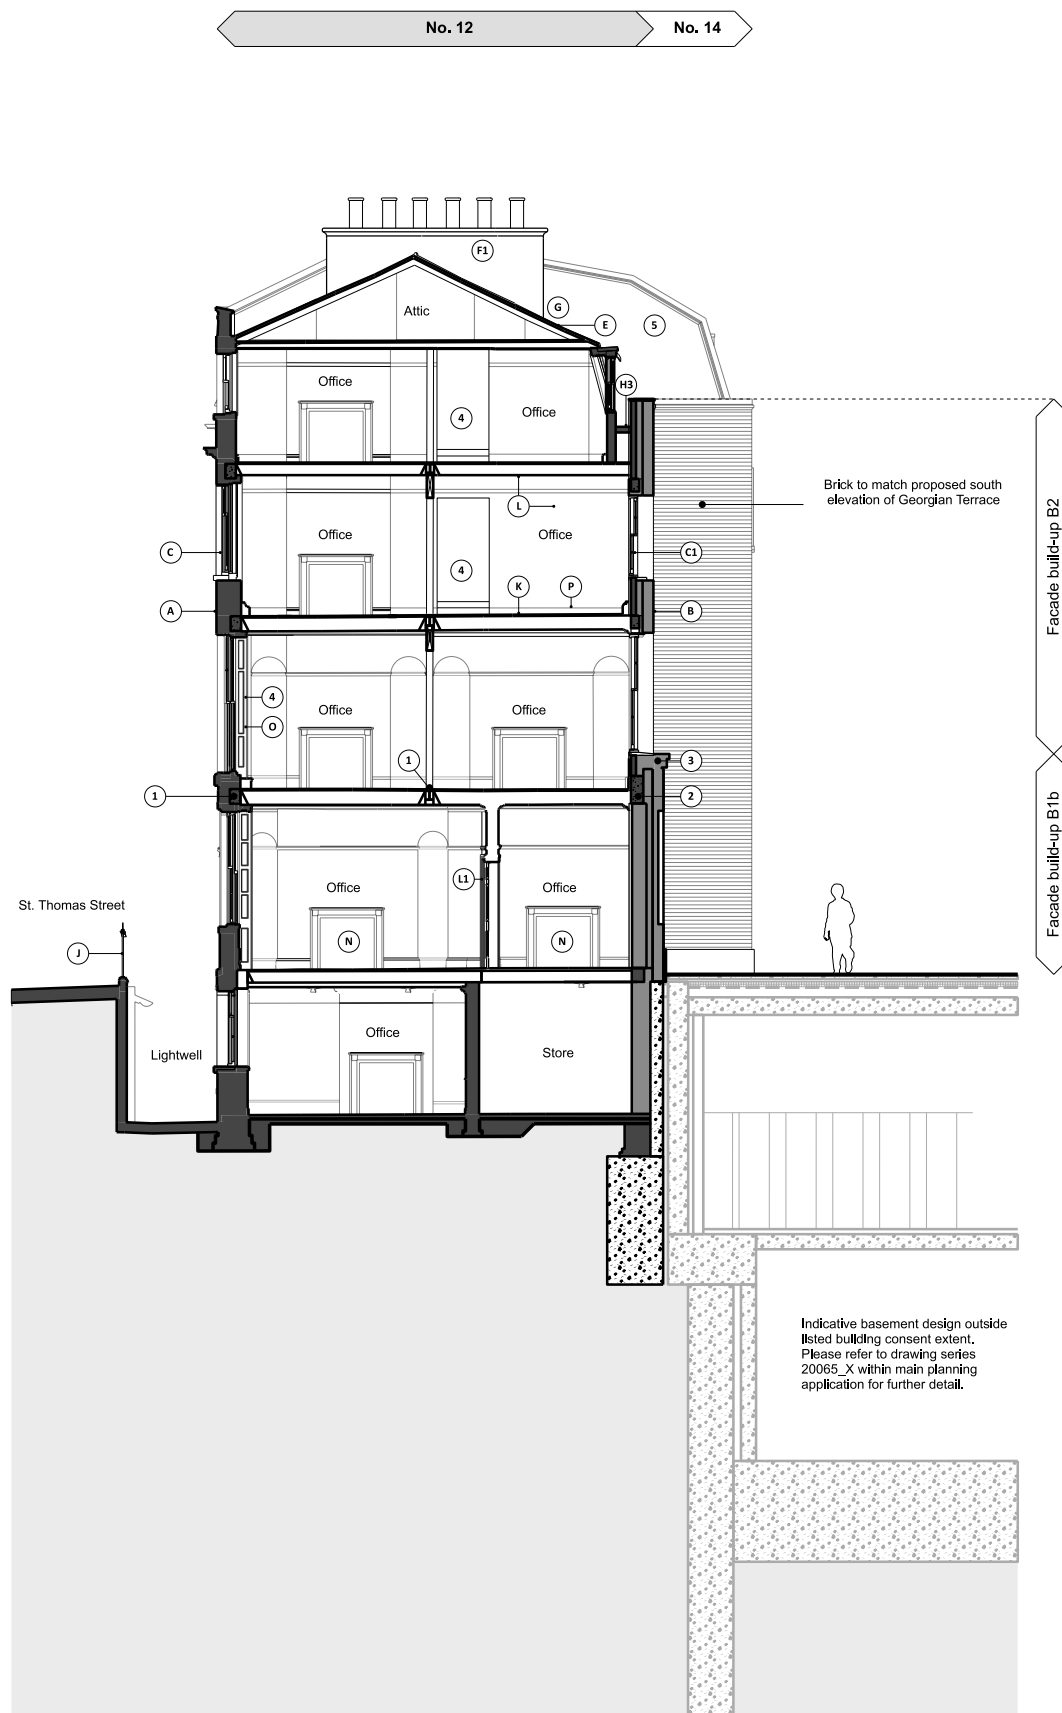 No. 12
No. 14
F1
G
E
5
Attic
H3
Office
4
Office
L
Office
Office
Brick to match proposed south
elevation of Georgian Terrace
C
C1
4
K
P
A
B
Facade build-up B2
4
O
Office
Office
1
3
1
2
Facade build-up B1b
L1
Office
Office
St. Thomas Street
N
N
J
Office
Lightwell
Store
Indicative basement design outside
listed building consent extent.
Please refer to drawing series
20065_X within main planning
application for further detail.